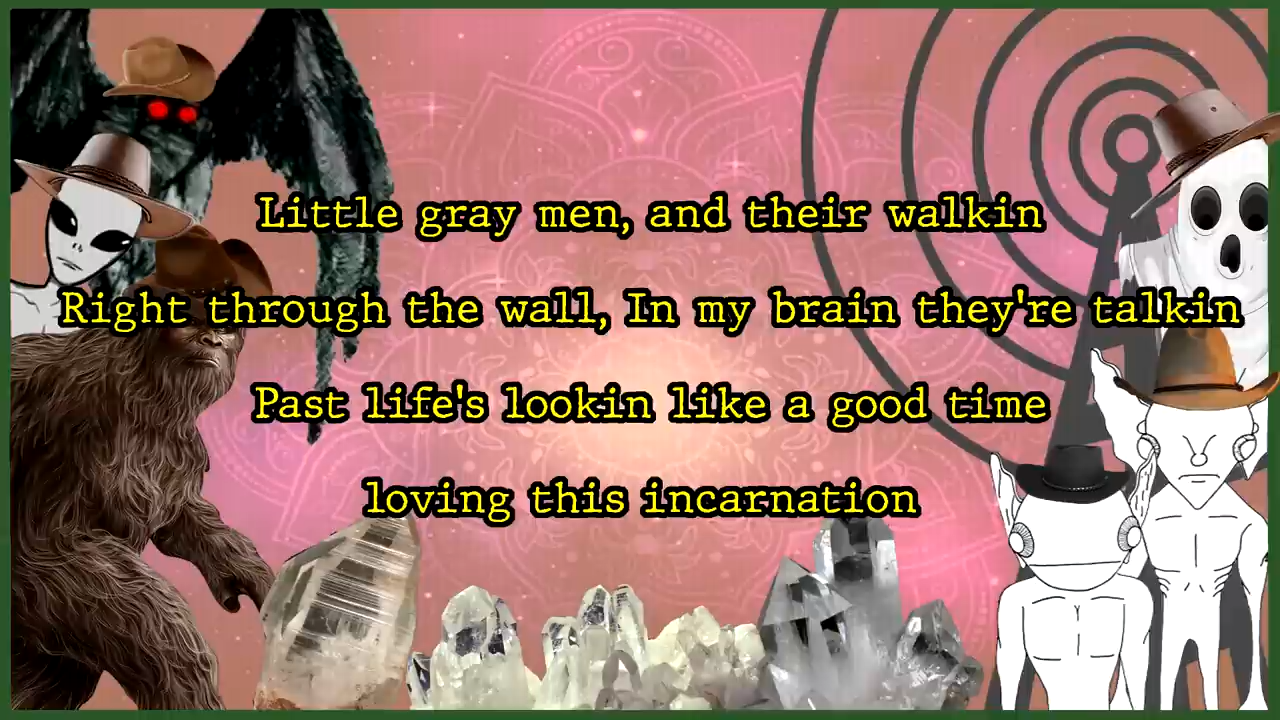 Little gray men, and their walkin
Right through the wall, In my brain they're talkin
Past life's lookin like a good time
loving this incarnation